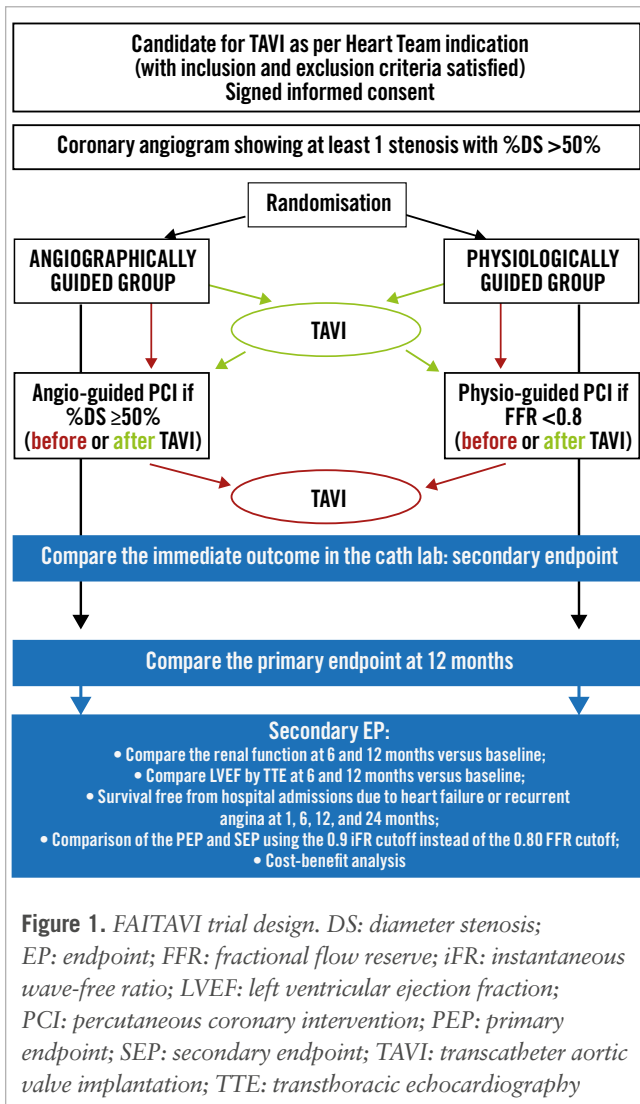 Candidate for TAVI as per Heart Team indication
(with inclusion and exclusion criteria satisfied)
Signed informed consent
Coronary angiogram showing at least 1 stenosis with %DS >50%
Randomisation
ANGIOGRAPHICALLY
GUIDED GROUP
PHYSIOLOGICALLY
GUIDED GROUP
TAVI
Angio-guided PCI if
%DS ≥50%
(before or after TAVI)
Physio-guided PCI if
FFR <0.8
(before or after TAVI)
TAVI
Compare the immediate outcome in the cath lab: secondary endpoint
Compare the primary endpoint at 12 months
Secondary EP:
• Compare the renal function at 6 and 12 months versus baseline;
• Compare LVEF by TTE at 6 and 12 months versus baseline;
• Survival free from hospital admissions due to heart failure or recurrent
angina at 1, 6, 12, and 24 months;
• Comparison of the PEP and SEP using the 0.9 iFR cutoff instead of the 0.80 FFR cutoff;
• Cost-benefit analysis
Figure 1. FAITAVI trial design. DS: diameter stenosis;
EP: endpoint; FFR: fractional flow reserve; iFR: instantaneous
wave-free ratio; LVEF: left ventricular ejection fraction;
PCI: percutaneous coronary intervention; PEP: primary
endpoint; SEP: secondary endpoint; TAVI: transcatheter aortic
valve implantation; TTE: transthoracic echocardiography